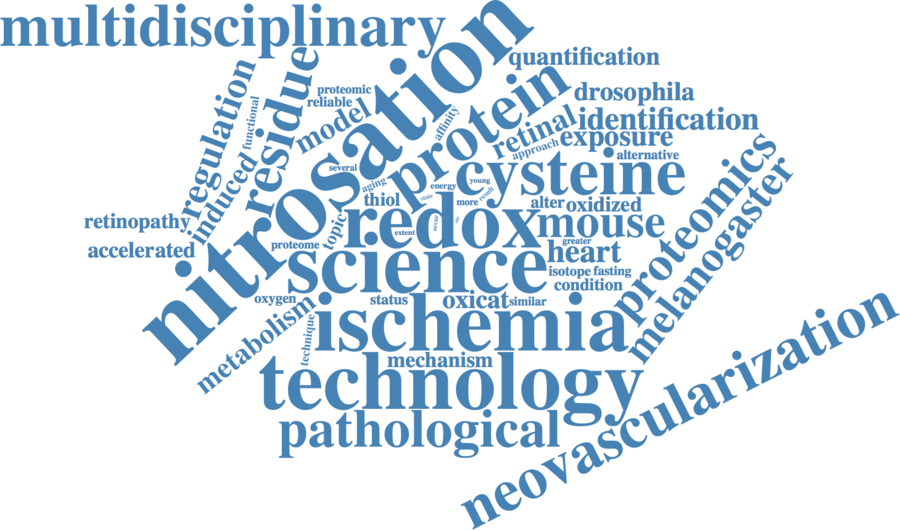 multidisciplinary
nitrosation
quantification
proteomic
reliable
regulation
functional
residue
model
affinity
protein
drosophila
retinal
identification
approach
exposure
alternative
several
cysteine
aging
energy
young
state
more
result
thiol
induced
retinopathy
accelerated
topic
redox
extent
occur
alter
oxidized
mouse
proteomics
melanogaster
proteome
science
greater
heart
isotope
fasting
condition
oxygen
status
oxicat
similar
metabolism
technique
ischemia
mechanism
technology
pathological
neovascularization